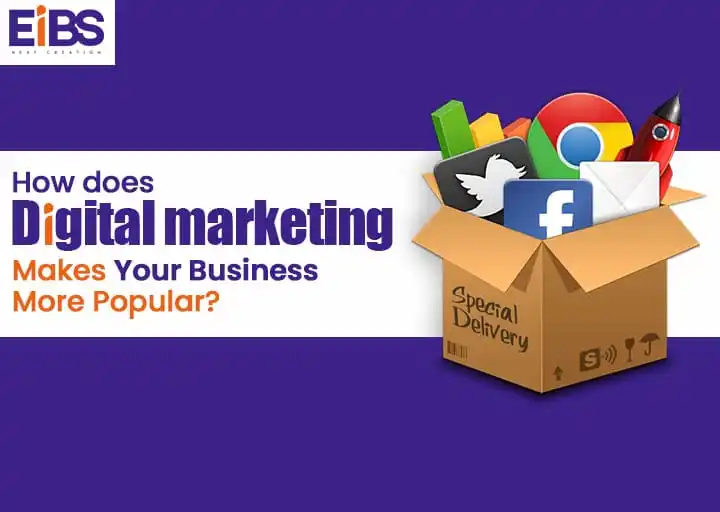 EiBS
NEXT CREATION
How does
Digital marketing
Makes Your Business
More Popular?
Special
Delivery